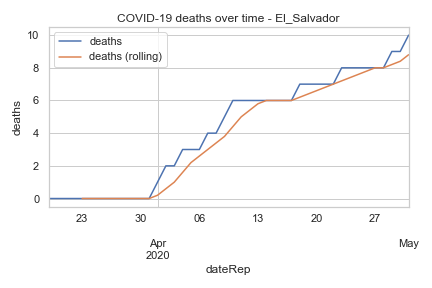 COVID-19 deaths over time - El_Salvador
deaths
deaths (rolling)
deaths
10
8
6
4
2
0
23 30 06 13 20 27
Apr May
2020
dateRep